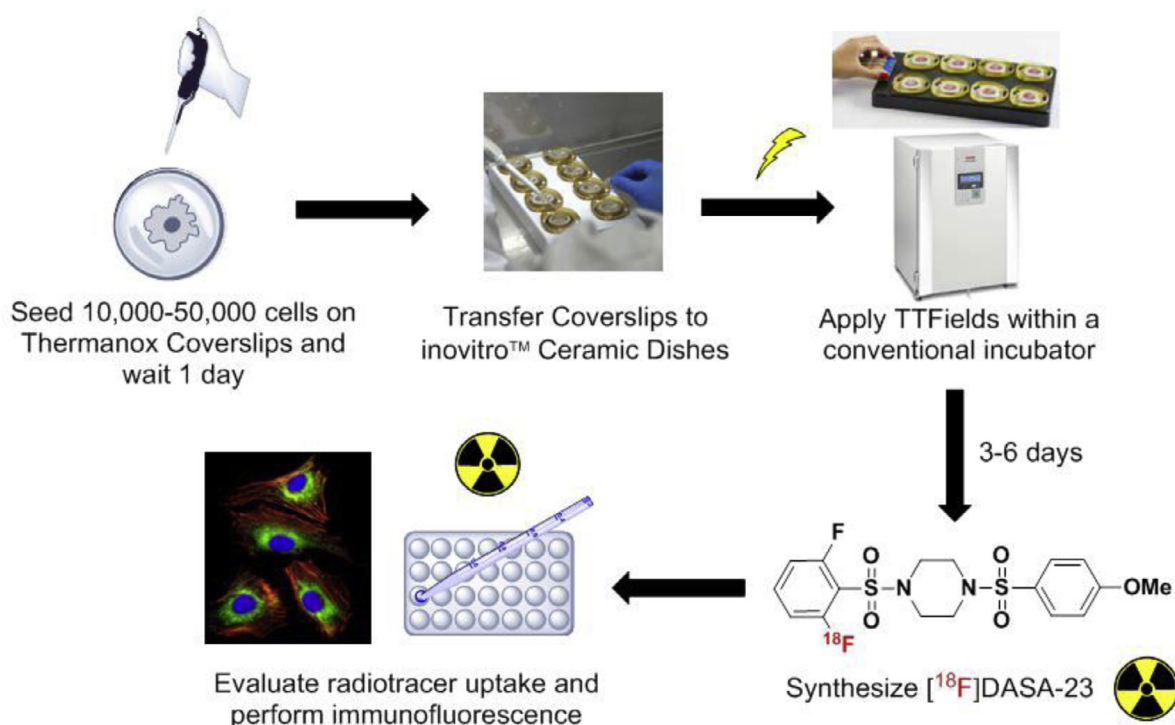 Seed 10,000-50,000 cells on
Thermanox Coverslips and
wait 1 day
Transfer Coverslips to
inovitro™ Ceramic Dishes
Apply TTFields within a
conventional incubator
3-6 days
F
O
O
S
N
N
O
O
S
OMe
¹⁸F
Synthesize [¹⁸F]DASA-23
Evaluate radiotracer uptake and
perform immunofluorescence